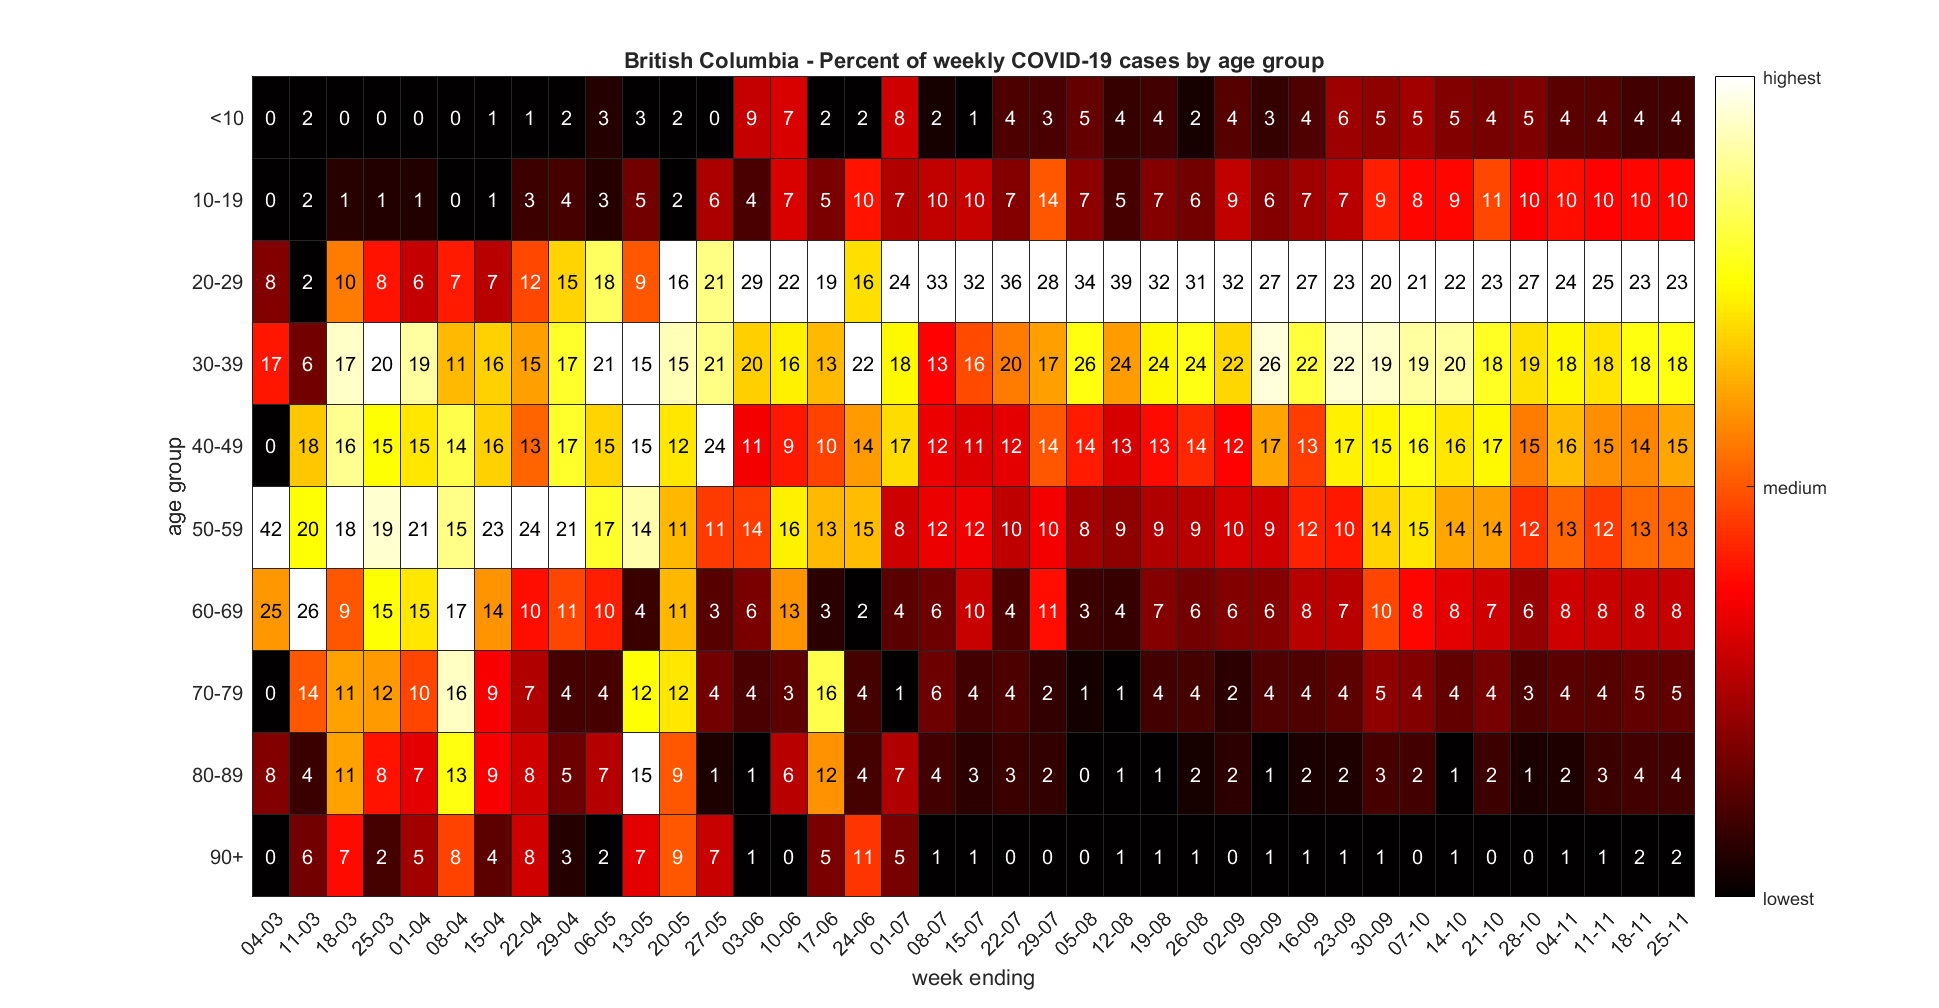 British Columbia - Percent of weekly COVID-19 cases by age group
highest
<10 0 2 0 0 0 0 1 1 2 3 3 2 0 9 7 2 2 8 2 1 4 3 5 4 4 2 4 3 4 6 5 5 5 4 5 4 4 4 4
10-19 0 2 1 1 1 0 1 3 4 3 5 2 6 4 7 5 10 7 10 10 7 14 7 5 7 6 9 6 7 7 9 8 9 11 10 10 10 10 10
20-29 8 2 10 8 6 7 7 12 15 18 9 16 21 29 22 19 16 24 33 32 36 28 34 39 32 31 32 27 27 23 20 21 22 23 27 24 25 23 23
30-39 17 6 17 20 19 11 16 15 17 21 15 15 21 20 16 13 22 18 13 16 20 17 26 24 24 24 22 26 22 22 19 19 20 18 19 18 18 18 18
40-49 0 18 16 15 15 14 16 13 17 15 15 12 24 11 9 10 14 17 12 11 12 14 14 13 13 14 12 17 13 17 15 16 16 17 15 16 15 14 15
medium
age group
50-59 42 20 18 19 21 15 23 24 21 17 14 11 11 14 16 13 15 8 12 12 10 10 8 9 9 9 10 9 12 10 14 15 14 14 12 13 12 13 13
60-69 25 26 9 15 15 17 14 10 11 10 4 11 3 6 13 3 2 4 6 10 4 11 3 4 7 6 6 6 8 7 10 8 8 7 6 8 8 8 8
70-79 0 14 11 12 10 16 9 7 4 4 12 12 4 4 3 16 4 1 6 4 4 2 1 1 4 4 2 4 4 4 5 4 4 4 3 4 4 5 5
80-89 8 4 11 8 7 13 9 8 5 7 15 9 1 1 6 12 4 7 4 3 3 2 0 1 1 2 2 1 2 2 3 2 1 2 1 2 3 4 4
90+ 0 6 7 2 5 8 4 8 3 2 7 9 7 1 0 5 11 5 1 1 0 0 0 1 1 1 0 1 1 1 1 0 1 0 0 1 1 2 2
lowest
04-03 11-03 18-03 25-03 01-04 08-04 15-04 22-04 29-04 06-05 13-05 20-05 27-05 03-06 10-06 17-06 24-06 01-07 08-07 15-07 22-07 29-07 05-08 12-08 19-08 26-08 02-09 09-09 16-09 23-09 30-09 07-10 14-10 21-10 28-10 04-11 11-11 18-11 25-11
week ending